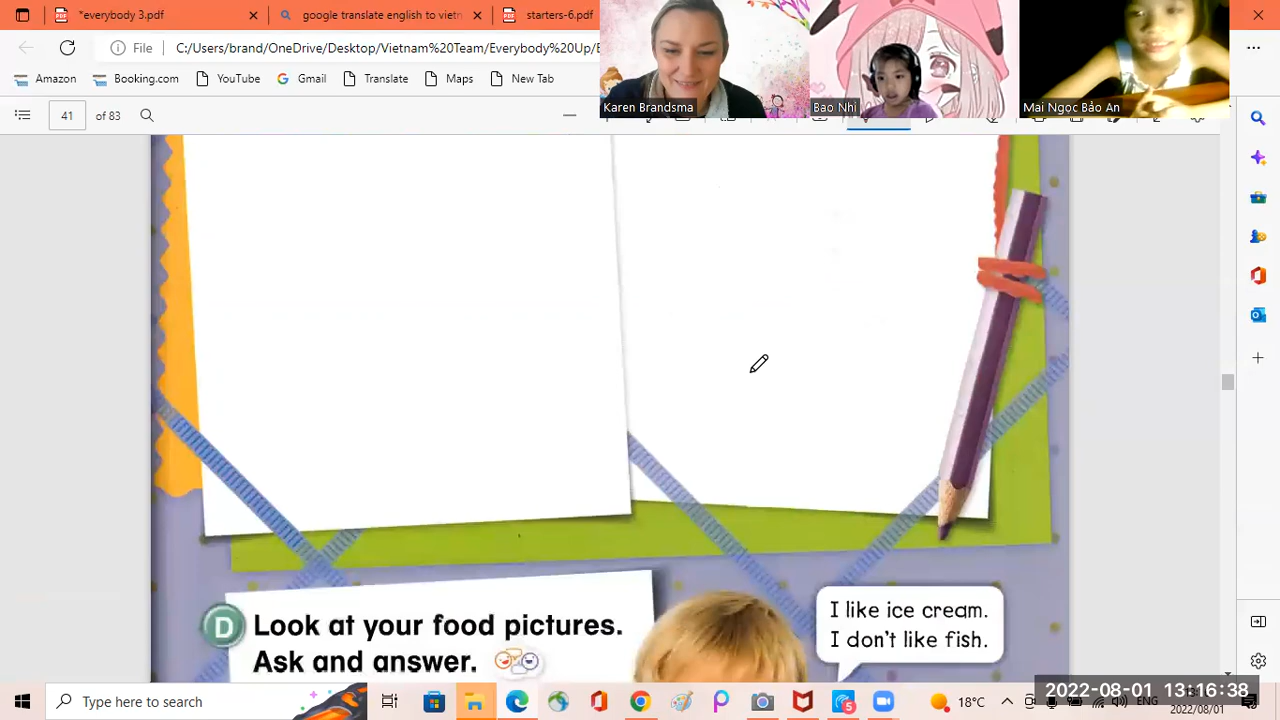 *everybody 3.pdf
google translate english to vietn
starters-6.pdf
File
C:/Users/brand/OneDrive/Desktop/Vietnam%20Team/Everybody%20Up/E
Amazon
Booking.com
YouTube
Gmail
Translate
Maps
New Tab
41 of 83
Karen Brandsma
Bao Nhi
Mai Ngọc Bảo An
I like ice cream.
I don't like fish.
D Look at your food pictures.
Ask and answer.
Type here to search
5
18°C
ENG
2022-08-01 13:16:38
2022/08/01